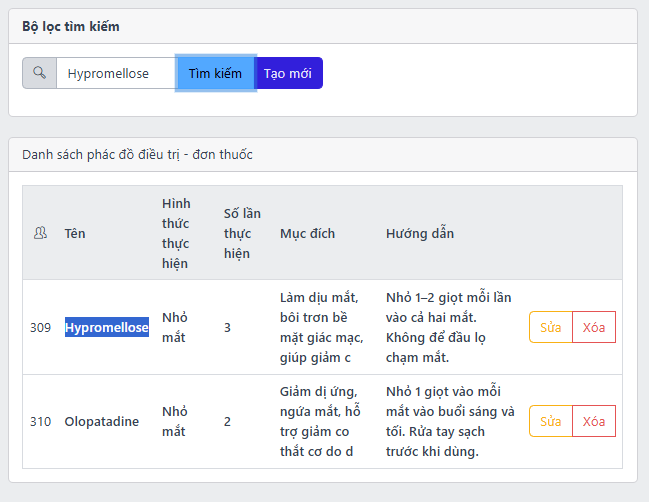 Bộ lọc tìm kiếm
Hypromellose Tìm kiếm Tạo mới
Danh sách phác đồ điều trị - đơn thuốc
Tên
Hình thức thực hiện
Số lần thực hiện
Mục đích
Hướng dẫn
309
Hypromellose
Nhỏ mắt
3
Làm dịu mắt,
bôi trơn bề
mặt giác mạc,
giúp giảm c
Nhỏ 1–2 giọt mỗi lần
vào cả hai mắt.
Không để đầu lọ
chạm mắt.
Sửa Xóa
310
Olopatadine
Nhỏ mắt
2
Giảm dị ứng,
ngứa mắt, hỗ
trợ giảm co
thắt cơ do d
Nhỏ 1 giọt vào mỗi
mắt vào buổi sáng và
tối. Rửa tay sạch
trước khi dùng.
Sửa Xóa